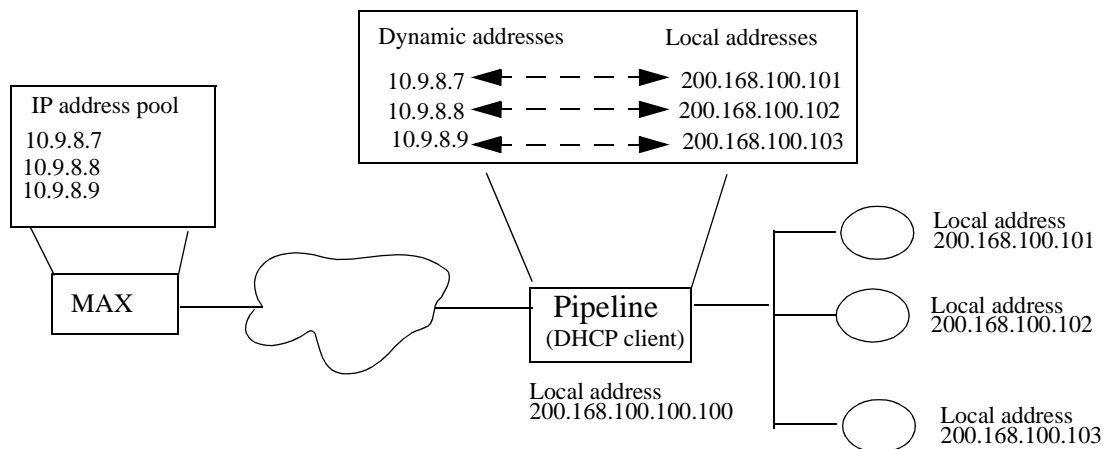 Dynamic addresses
Local addresses
10.9.8.7
200.168.100.101
10.9.8.8
200.168.100.102
10.9.8.9
200.168.100.103
IP address pool
10.9.8.7
10.9.8.8
10.9.8.9
MAX
Pipeline
(DHCP client)
Local address
200.168.100.100.100
Local address
200.168.100.101
Local address
200.168.100.102
Local address
200.168.100.103